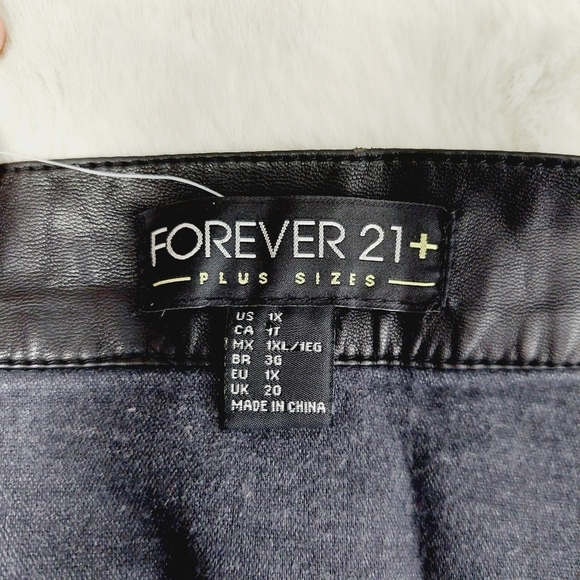 FOREVER 21+
PLUS SIZES
US 1X
CA 1T
MX 1XL/1EG
BR 3G
EU 1X
UK 20
MADE IN CHINA